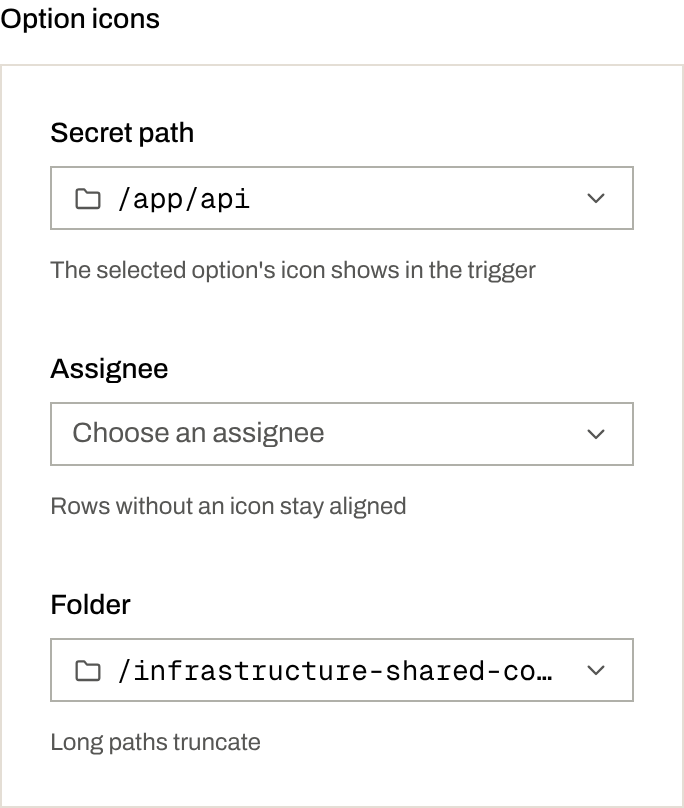 Option icons
Secret path
/app/api
The selected option's icon shows in the trigger
Assignee
Choose an assignee
Rows without an icon stay aligned
Folder
/infrastructure-shared-co…
Long paths truncate